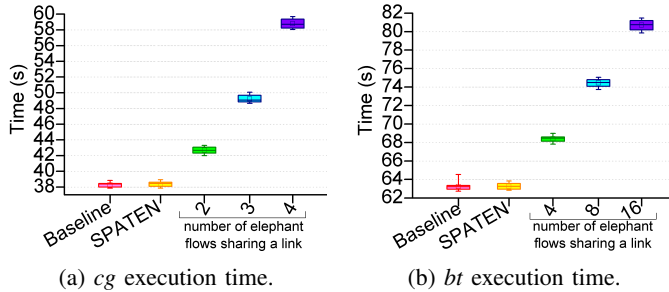 60
58
56
54
52
50
48
46
44
42
40
38
Time (s)
Baseline
SPATEN
2
3
4
number of elephant
flows sharing a link
(a) cg execution time.
82
80
78
76
74
72
70
68
66
64
62
Time (s)
Baseline
SPATEN
4
8
16
number of elephant
flows sharing a link
(b) bt execution time.